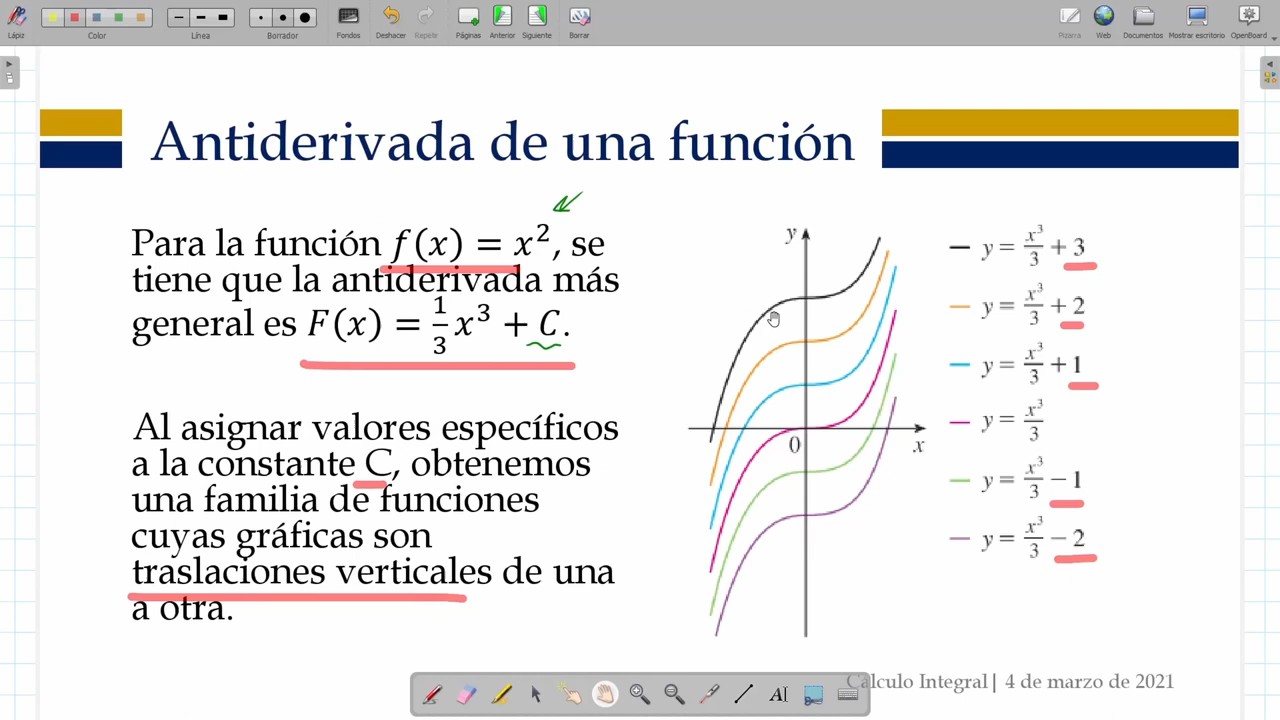 Lápiz
Color
Línea
Borrador
Fondos
Deshacer
Repetir
Páginas
Anterior
Siguiente
Borrar
Pizarra
Web
Documentos
Mostrar escritorio
OpenBoard
Antiderivada de una función
Para la función f(x) = x², se
tiene que la antiderivada más
general es F(x) = 1/3 x³ + C.
Al asignar valores específicos
a la constante C, obtenemos
una familia de funciones
cuyas gráficas son
traslaciones verticales de una
a otra.
y
0
x
y = x³/3 + 3
y = x³/3 + 2
y = x³/3 + 1
y = x³/3
y = x³/3 − 1
y = x³/3 − 2
Cálculo Integral| 4 de marzo de 2021
AI